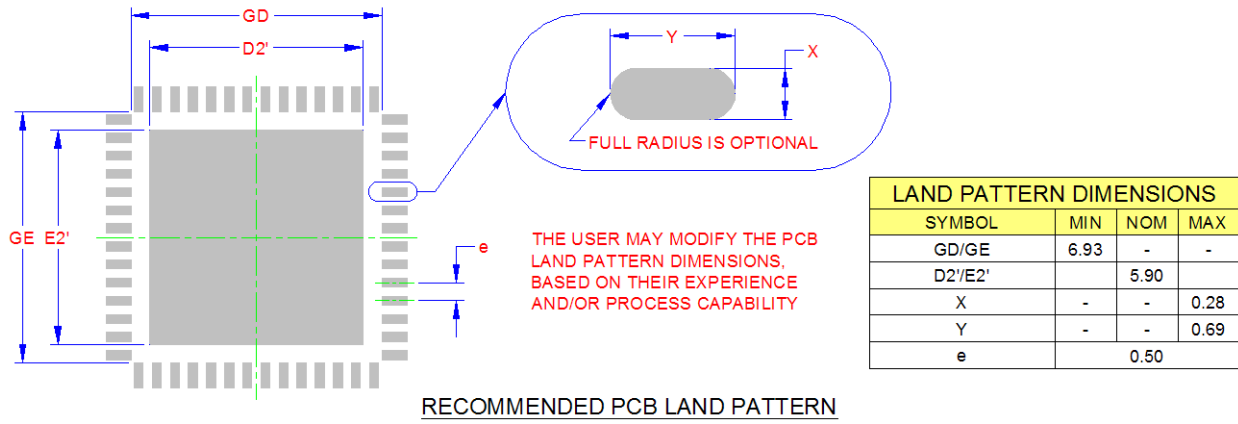 GD
D2'
GE E2'
e
Y
X
FULL RADIUS IS OPTIONAL
THE USER MAY MODIFY THE PCB
LAND PATTERN DIMENSIONS,
BASED ON THEIR EXPERIENCE
AND/OR PROCESS CAPABILITY
LAND PATTERN DIMENSIONS
SYMBOL MIN NOM MAX
GD/GE 6.93 - -
D2'/E2' 5.90
X - - 0.28
Y - - 0.69
e 0.50
RECOMMENDED PCB LAND PATTERN